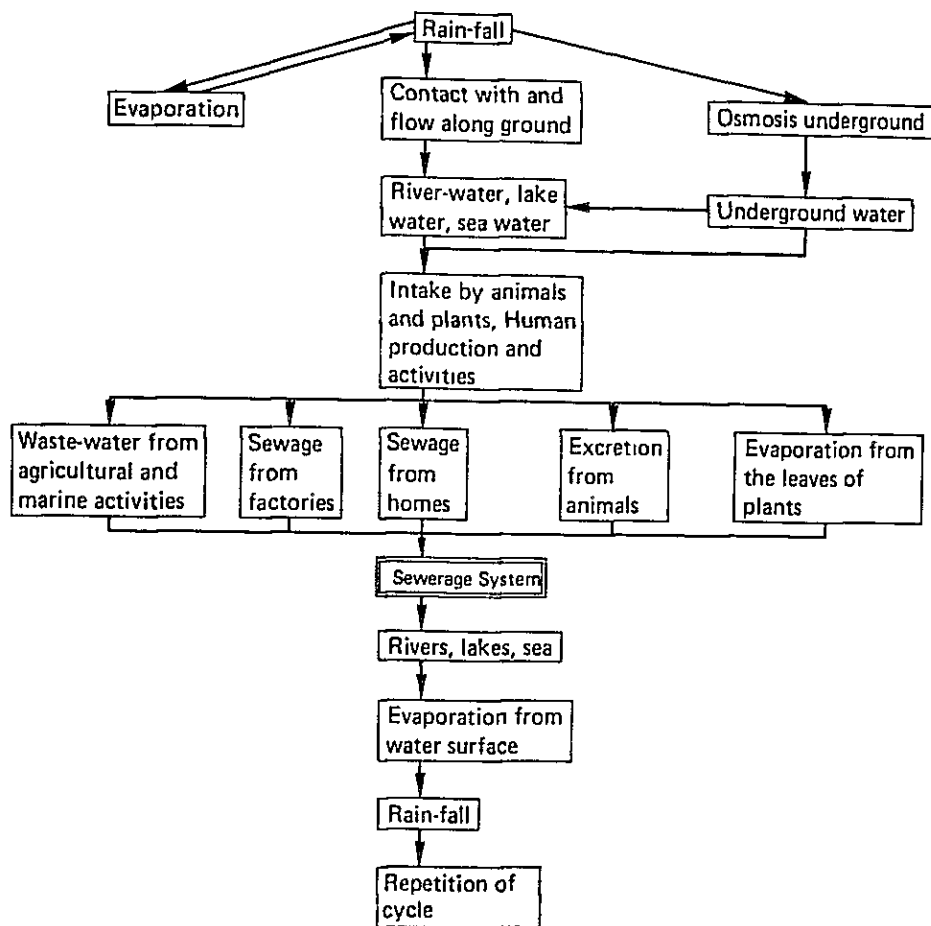 Rain-fall
Evaporation
Contact with and
flow along ground
Osmosis underground
River-water, lake
water, sea water
Underground water
Intake by animals
and plants, Human
production and
activities
Waste-water from
agricultural and
marine activities
Sewage
from
factories
Sewage
from
homes
Excretion
from
animals
Evaporation from
the leaves of
plants
Sewerage System
Rivers, lakes, sea
Evaporation from
water surface
Rain-fall
Repetition of
cycle